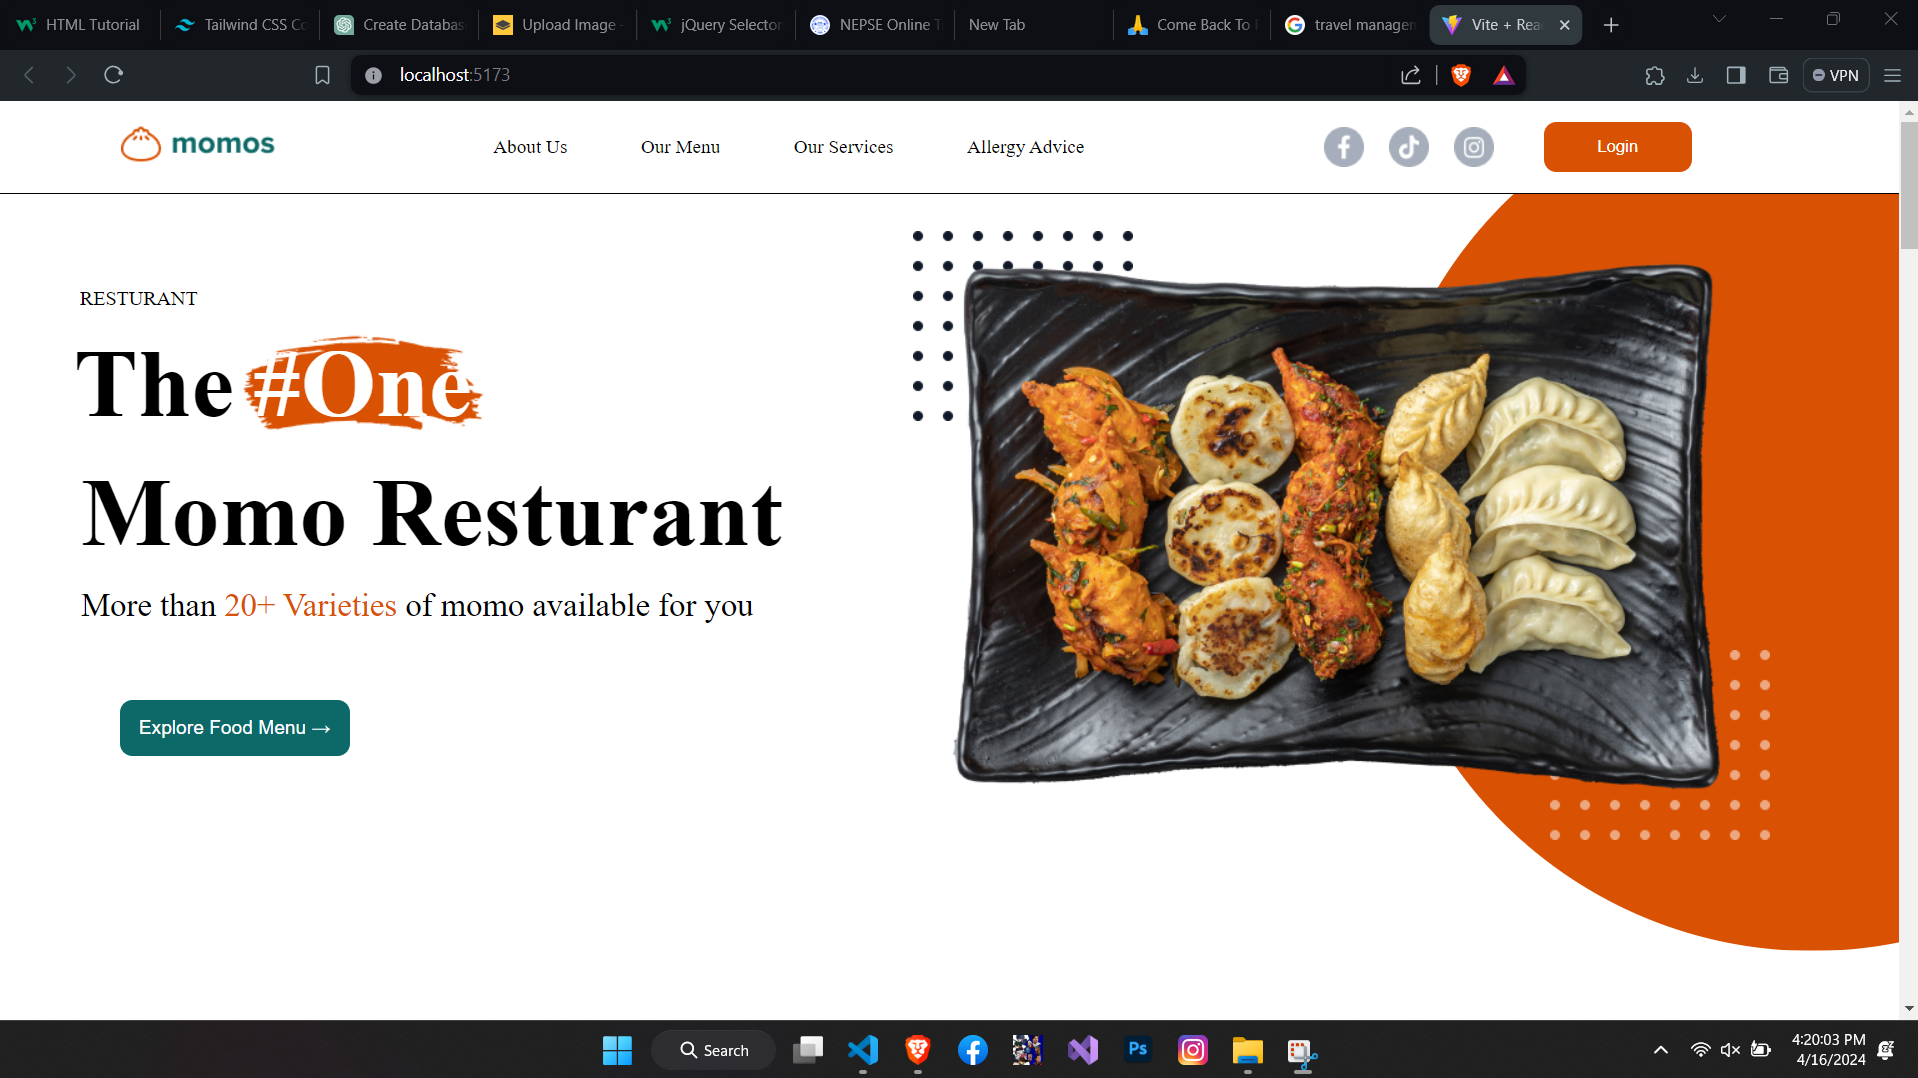 HTML Tutorial
Tailwind CSS Co
Create Databas
Upload Image -
jQuery Selector
NEPSE Online T
New Tab
Come Back To
travel managem
Vite + Rea
localhost:5173
VPN
momos
About Us
Our Menu
Our Services
Allergy Advice
Login
RESTURANT
The #One
Momo Resturant
More than 20+ Varieties of momo available for you
Explore Food Menu →
Search
Ps
4:20:03 PM
4/16/2024